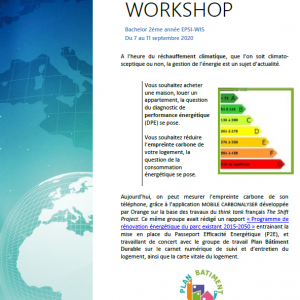 WORKSHOP
Bachelor 2ème année EPSI-WIS
Du 7 au 11 septembre 2020
A l'heure du réchauffement climatique, que l'on soit climato-
sceptique ou non, la gestion de l'énergie est un sujet d'actualité.
Vous souhaitez acheter
une maison, louer un
appartement, la question
du diagnostic de
performance énergétique
(DPE) se pose.
Vous souhaitez réduire
l'empreinte carbone de
votre logement, la
question de la
consommation
énergétique se pose.
A
B
C
D
E
F
G
Aujourd'hui, on peut mesurer l'empreinte carbone de son
téléphone, grâce à l'application MOBILE CARBONALYSER développée
par Orange sur la base des travaux du think tank français The Shift
Project. Ce même groupe avait rédigé un rapport « Programme de
rénovation énergétique du parc existant 2015-2050 » entrainant la
mise en place du Passeport Efficacité Energétique (P2E), et
travaillant de concert avec le groupe de travail Plan Bâtiment
Durable sur le carnet numérique de suivi et d'entretien du
logement, ainsi que la carte vitale du logement.
PLAN BATIMENT